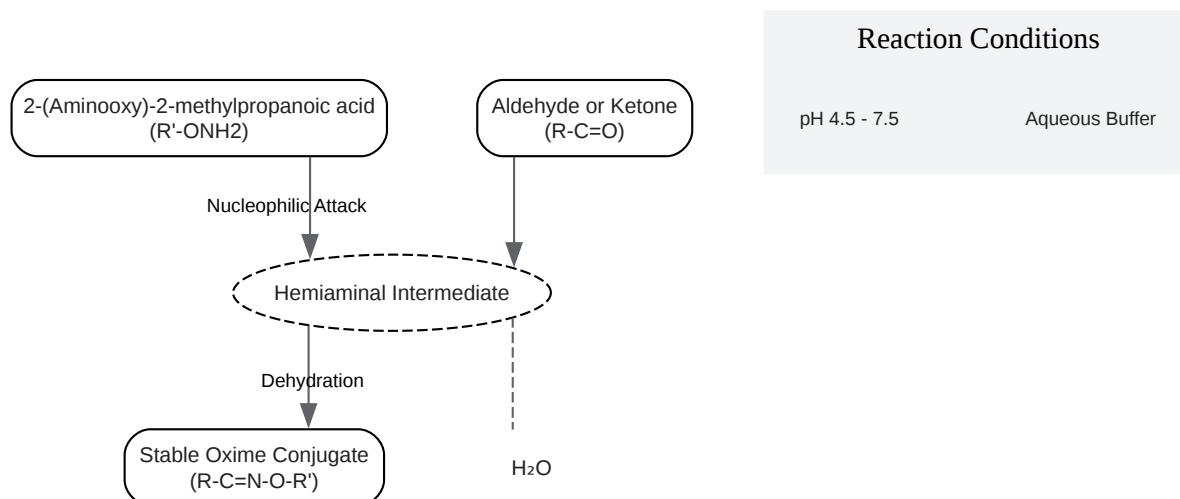 Reaction Conditions
2-(Aminooxy)-2-methylpropanoic acid
(R'-ONH2)
Aldehyde or Ketone
(R-C=O)
pH 4.5 - 7.5
Aqueous Buffer
Nucleophilic Attack
Hemiaminal Intermediate
Dehydration
Stable Oxime Conjugate
(R-C=N-O-R')
H₂O